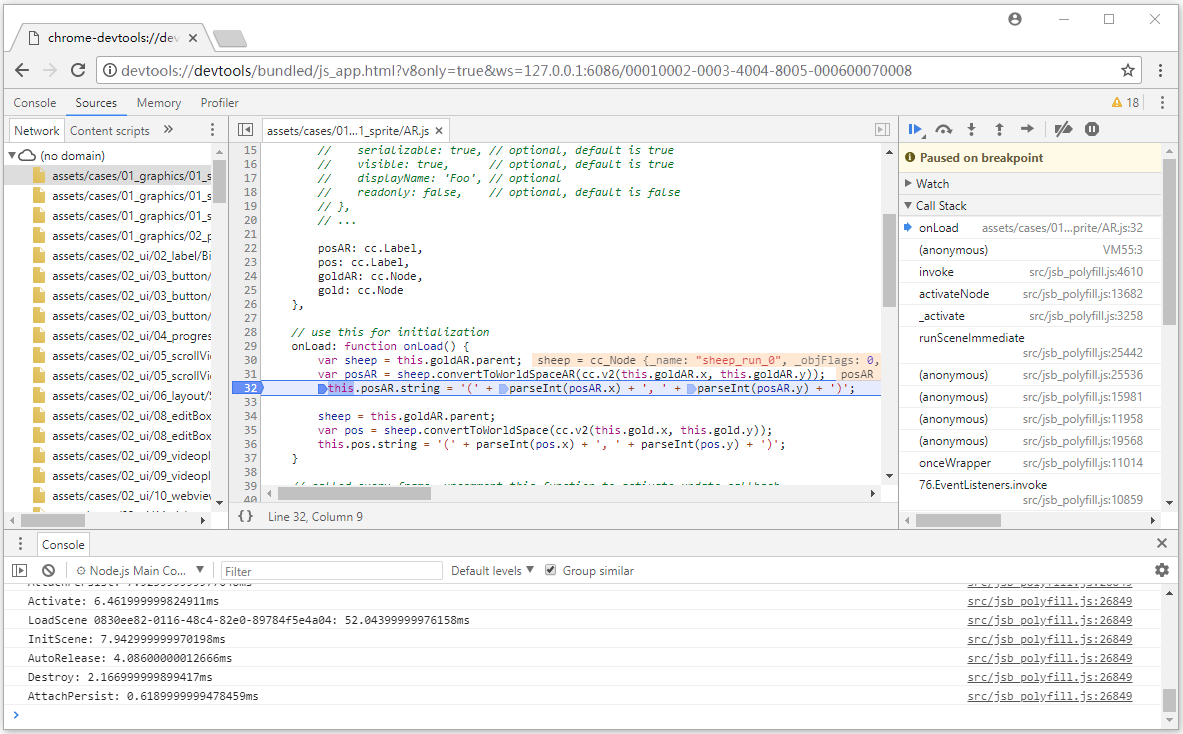 chrome-devtools://dev
devtools://devtools/bundled/js_app.html?v8only=true&ws=127.0.0.1:6086/00010002-0003-4004-8005-000600070008
Console Sources Memory Profiler 18
Network Content scripts
(no domain)
assets/cases/01_graphics/01_s
assets/cases/01_graphics/01_s
assets/cases/01_graphics/01_s
assets/cases/01_graphics/02_p
assets/cases/02_ui/02_label/Bi
assets/cases/02_ui/03_button/
assets/cases/02_ui/03_button/
assets/cases/02_ui/03_button/
assets/cases/02_ui/04_progres
assets/cases/02_ui/05_scrollVi
assets/cases/02_ui/05_scrollVi
assets/cases/02_ui/06_layout/S
assets/cases/02_ui/08_editBox
assets/cases/02_ui/08_editBox
assets/cases/02_ui/09_videopl
assets/cases/02_ui/09_videopl
assets/cases/02_ui/10_webview
assets/cases/01...1_sprite/AR.js
15 // serializable: true, // optional, default is true
16 // visible: true, // optional, default is true
17 // displayName: 'Foo', // optional
18 // readonly: false, // optional, default is false
19 // },
20 // ...
21
22 posAR: cc.Label,
23 pos: cc.Label,
24 goldAR: cc.Node,
25 gold: cc.Node
26 },
27
28 // use this for initialization
29 onLoad: function onLoad() {
30 var sheep = this.goldAR.parent; sheep = cc_Node {_name: "sheep_run_0", _objFlags: 0,
31 var posAR = sheep.convertToWorldSpaceAR(cc.v2(this.goldAR.x, this.goldAR.y)); posAR
32 this.posAR.string = '(' + parseInt(posAR.x) + ', ' + parseInt(posAR.y) + ')';
33
34 sheep = this.goldAR.parent;
35 var pos = sheep.convertToWorldSpace(cc.v2(this.gold.x, this.gold.y));
36 this.pos.string = '(' + parseInt(pos.x) + ', ' + parseInt(pos.y) + ')';
37 }
38
39 // called every frame, uncomment this function to activate update callback
40
{} Line 32, Column 9
Paused on breakpoint
Watch
Call Stack
onLoad assets/cases/01...prite/AR.js:32
(anonymous) VM55:3
invoke src/jsb_polyfill.js:4610
activateNode src/jsb_polyfill.js:13682
_activate src/jsb_polyfill.js:3258
runSceneImmediate
src/jsb_polyfill.js:25442
(anonymous) src/jsb_polyfill.js:25536
(anonymous) src/jsb_polyfill.js:15981
(anonymous) src/jsb_polyfill.js:11958
(anonymous) src/jsb_polyfill.js:19568
onceWrapper src/jsb_polyfill.js:11014
76.EventListeners.invoke
src/jsb_polyfill.js:10859
Console
Node.js Main Co... Filter Default levels Group similar
src/jsb_polyfill.js:26849
Activate: 6.461999999824911ms src/jsb_polyfill.js:26849
LoadScene 0830ee82-0116-48c4-82e0-89784f5e4a04: 52.04399999976158ms src/jsb_polyfill.js:26849
InitScene: 7.942999999970198ms src/jsb_polyfill.js:26849
AutoRelease: 4.08600000012666ms src/jsb_polyfill.js:26849
Destroy: 2.166999999899417ms src/jsb_polyfill.js:26849
AttachPersist: 0.6189999999478459ms src/jsb_polyfill.js:26849